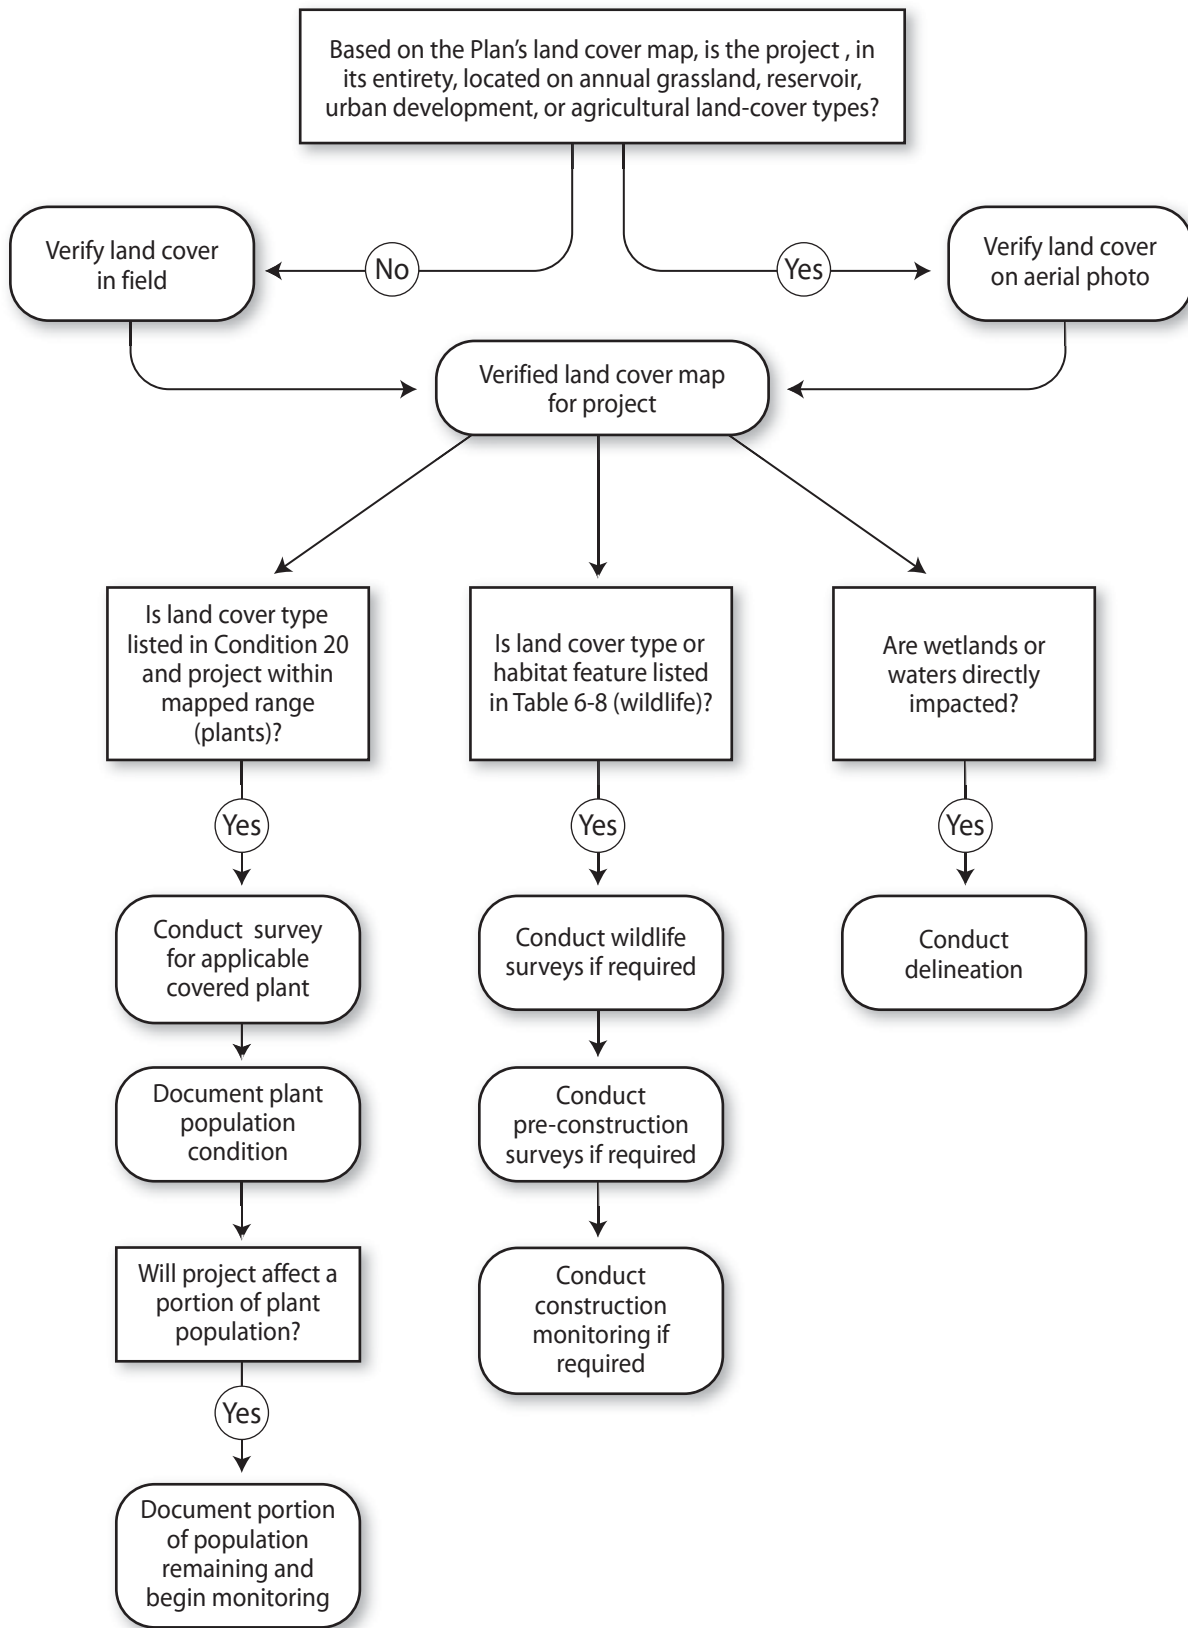 Based on the Plan's land cover map, is the project , in
its entirety, located on annual grassland, reservoir,
urban development, or agricultural land-cover types?
Verify land cover
in field
No
Yes
Verify land cover
on aerial photo
Verified land cover map
for project
Is land cover type
listed in Condition 20
and project within
mapped range
(plants)?
Is land cover type or
habitat feature listed
in Table 6-8 (wildlife)?
Are wetlands or
waters directly
impacted?
Yes
Yes
Yes
Conduct survey
for applicable
covered plant
Conduct wildlife
surveys if required
Conduct
delineation
Document plant
population
condition
Conduct
pre-construction
surveys if required
Will project affect a
portion of plant
population?
Conduct
construction
monitoring if
required
Yes
Document portion
of population
remaining and
begin monitoring